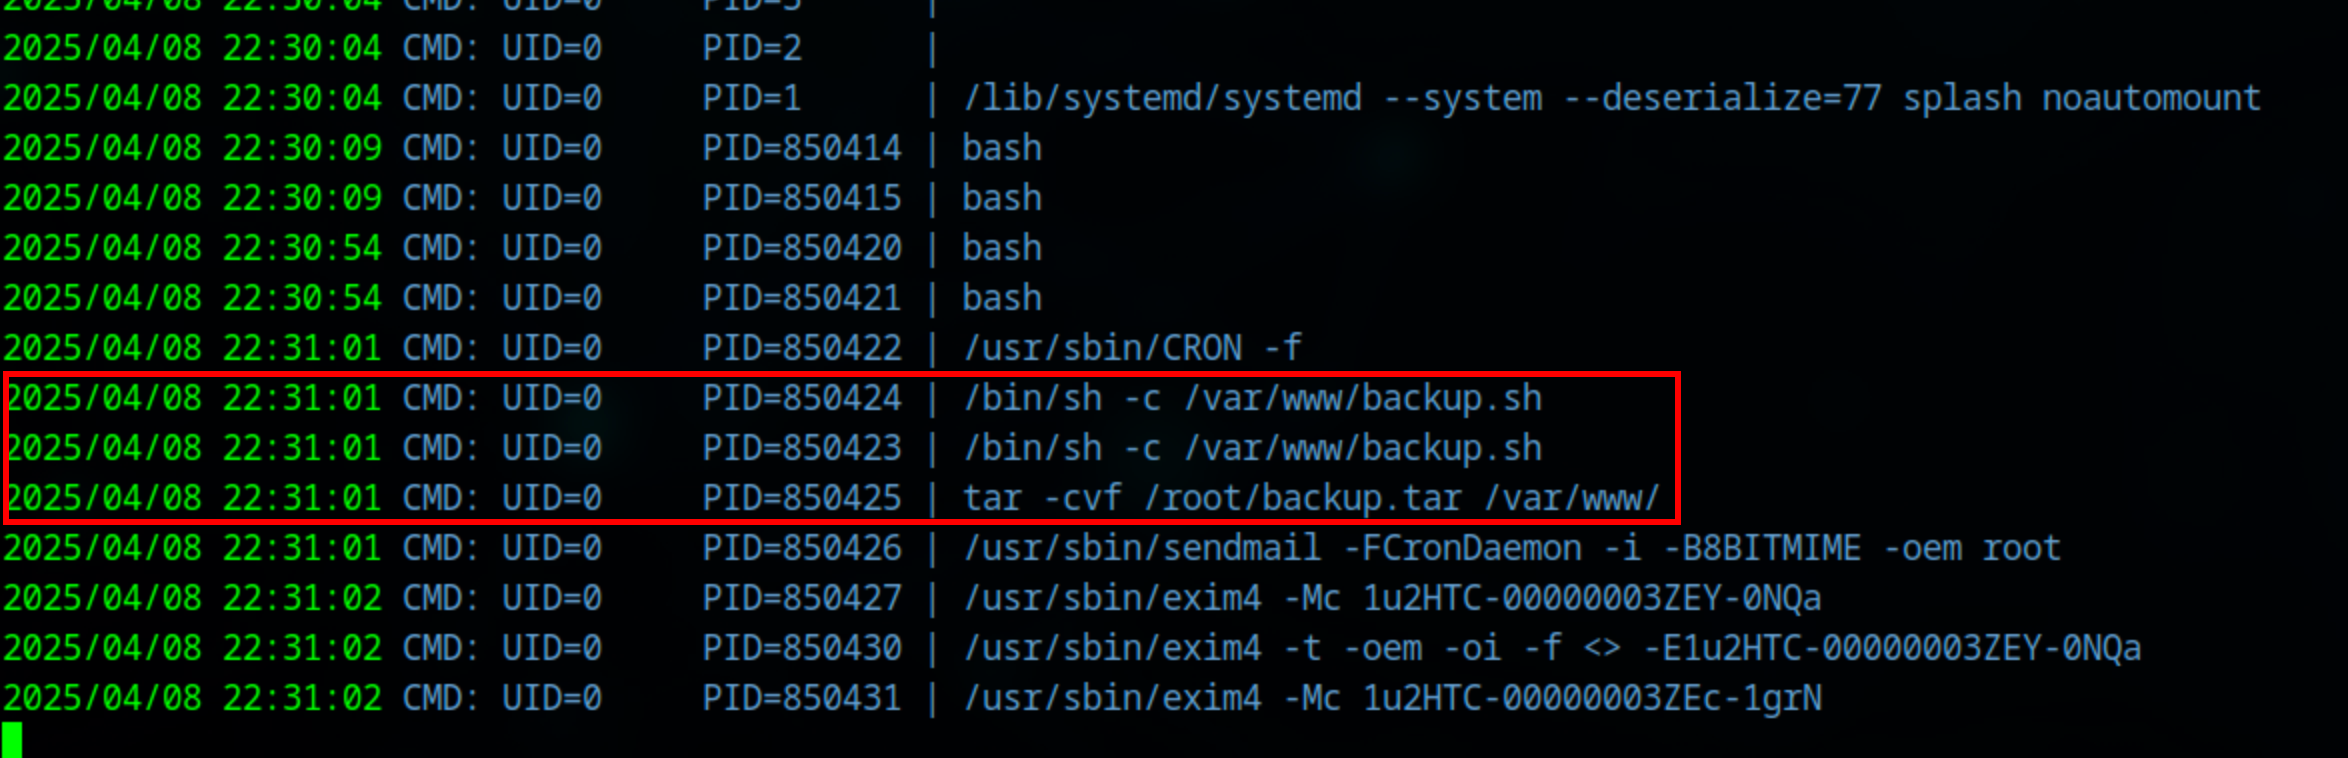 2025/04/08 22:30:04 CMD: UID=0     PID=3      |
2025/04/08 22:30:04 CMD: UID=0     PID=2      |
2025/04/08 22:30:04 CMD: UID=0     PID=1      | /lib/systemd/systemd --system --deserialize=77 splash noautomount
2025/04/08 22:30:09 CMD: UID=0     PID=850414 | bash
2025/04/08 22:30:09 CMD: UID=0     PID=850415 | bash
2025/04/08 22:30:54 CMD: UID=0     PID=850420 | bash
2025/04/08 22:30:54 CMD: UID=0     PID=850421 | bash
2025/04/08 22:31:01 CMD: UID=0     PID=850422 | /usr/sbin/CRON -f
2025/04/08 22:31:01 CMD: UID=0     PID=850424 | /bin/sh -c /var/www/backup.sh
2025/04/08 22:31:01 CMD: UID=0     PID=850423 | /bin/sh -c /var/www/backup.sh
2025/04/08 22:31:01 CMD: UID=0     PID=850425 | tar -cvf /root/backup.tar /var/www/
2025/04/08 22:31:01 CMD: UID=0     PID=850426 | /usr/sbin/sendmail -FCronDaemon -i -B8BITMIME -oem root
2025/04/08 22:31:02 CMD: UID=0     PID=850427 | /usr/sbin/exim4 -Mc 1u2HTC-00000003ZEY-0NQa
2025/04/08 22:31:02 CMD: UID=0     PID=850430 | /usr/sbin/exim4 -t -oem -oi -f <> -E1u2HTC-00000003ZEY-0NQa
2025/04/08 22:31:02 CMD: UID=0     PID=850431 | /usr/sbin/exim4 -Mc 1u2HTC-00000003ZEc-1grN